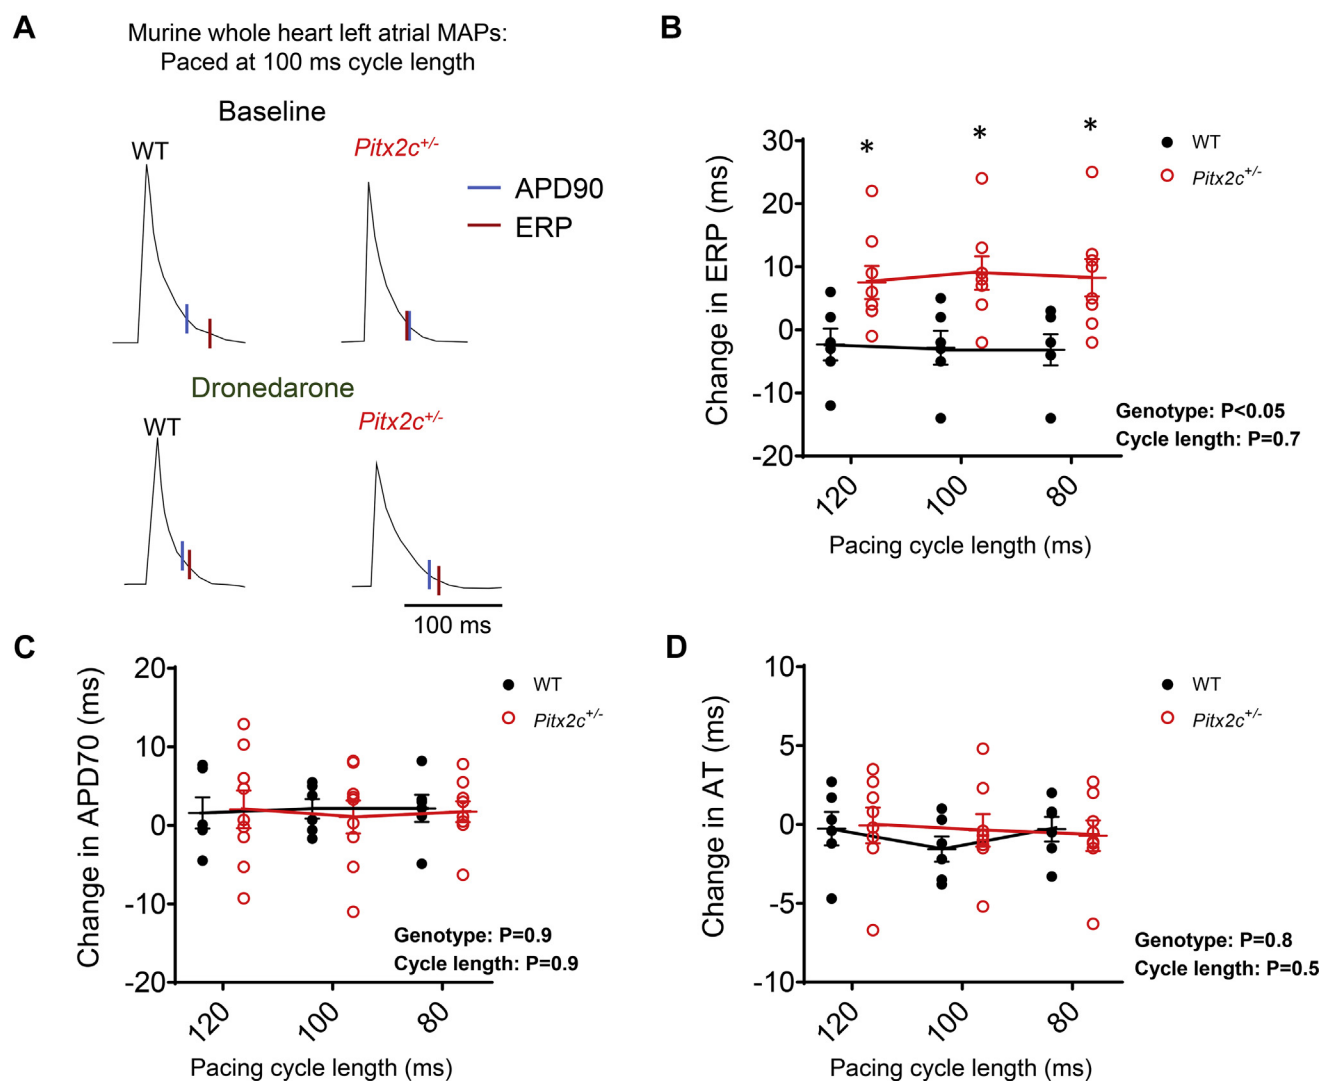 A
Murine whole heart left atrial MAPs:
Paced at 100 ms cycle length
Baseline
WT
Pitx2c+/-
APD90
ERP
Dronedarone
WT
Pitx2c+/-
100 ms
B
Change in ERP (ms)
30
20
10
0
-10
-20
*
*
*
WT
Pitx2c+/-
Genotype: P<0.05
Cycle length: P=0.7
120
100
80
Pacing cycle length (ms)
C
Change in APD70 (ms)
20
10
0
-10
-20
WT
Pitx2c+/-
Genotype: P=0.9
Cycle length: P=0.9
120
100
80
Pacing cycle length (ms)
D
Change in AT (ms)
10
5
0
-5
-10
WT
Pitx2c+/-
Genotype: P=0.8
Cycle length: P=0.5
120
100
80
Pacing cycle length (ms)